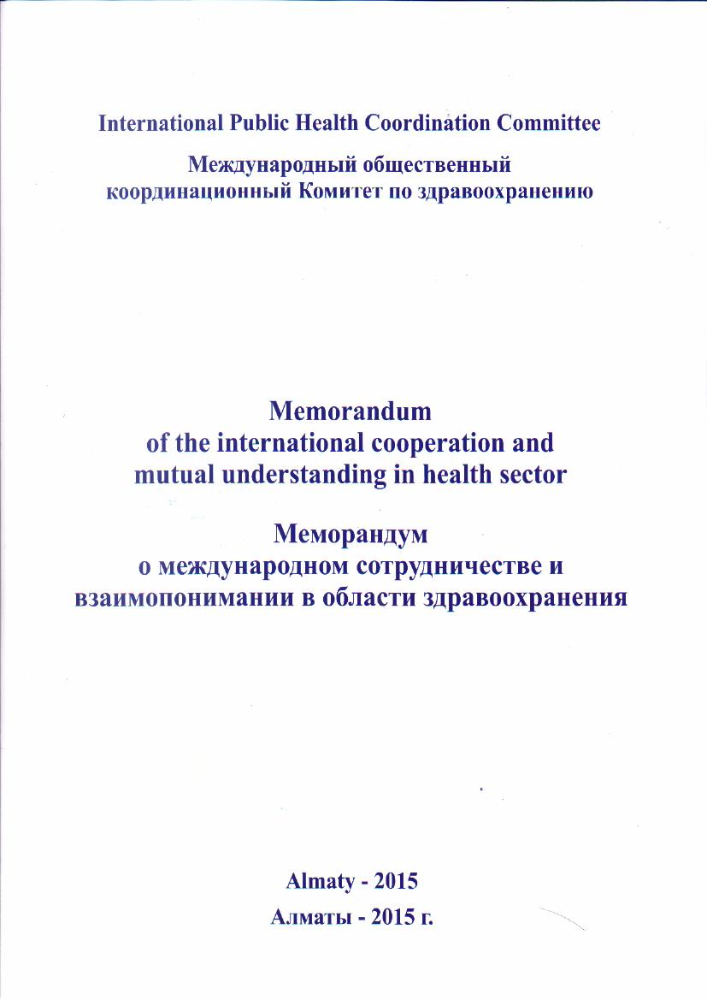 International Public Health Coordination Committee
Международный общественный
координационный Комитет по здравоохранению
Memorandum
of the international cooperation and
mutual understanding in health sector
Меморандум
о международном сотрудничестве и
взаимопонимании в области здравоохранения
Almaty - 2015
Алматы - 2015 г.